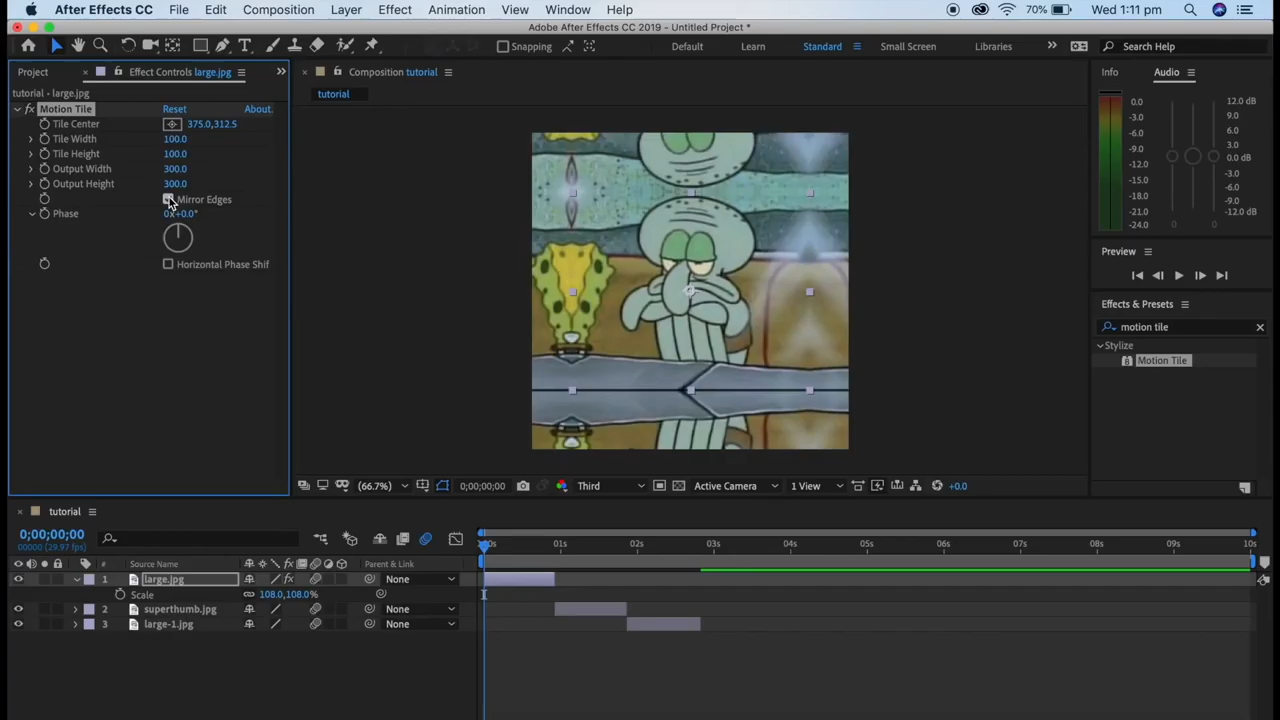 After Effects CC File Edit Composition Layer Effect Animation View Window Help 70% Wed 1:11 pm
Adobe After Effects CC 2019 - Untitled Project *
Snapping Default Learn Standard Small Screen Libraries Search Help
Project Effect Controls large.jpg Composition tutorial Info Audio
tutorial • large.jpg
tutorial
fx Motion Tile Reset About.
Tile Center 375.0,312.5
Tile Width 100.0
Tile Height 100.0
Output Width 300.0
Output Height 300.0
Mirror Edges
Phase 0x+0.0°
Horizontal Phase Shif
0.0
-3.0
-6.0
-9.0
-12.0
-15.0
-18.0
-21.0
-24.0
12.0 dB
9.0
6.0
3.0
0.0 dB
-3.0
-6.0
-9.0
-12.0 dB
Preview
Effects & Presets
motion tile
Stylize
Motion Tile
(66.7%) 0;00;00;00 Third Active Camera 1 View +0.0
tutorial
0;00;00;00
00000 (29.97 fps)
01s 02s 03s 04s 05s 06s 07s 08s 09s 10s
# Source Name Parent & Link
1 large.jpg None
Scale 108.0,108.0%
2 superthumb.jpg None
3 large-1.jpg None